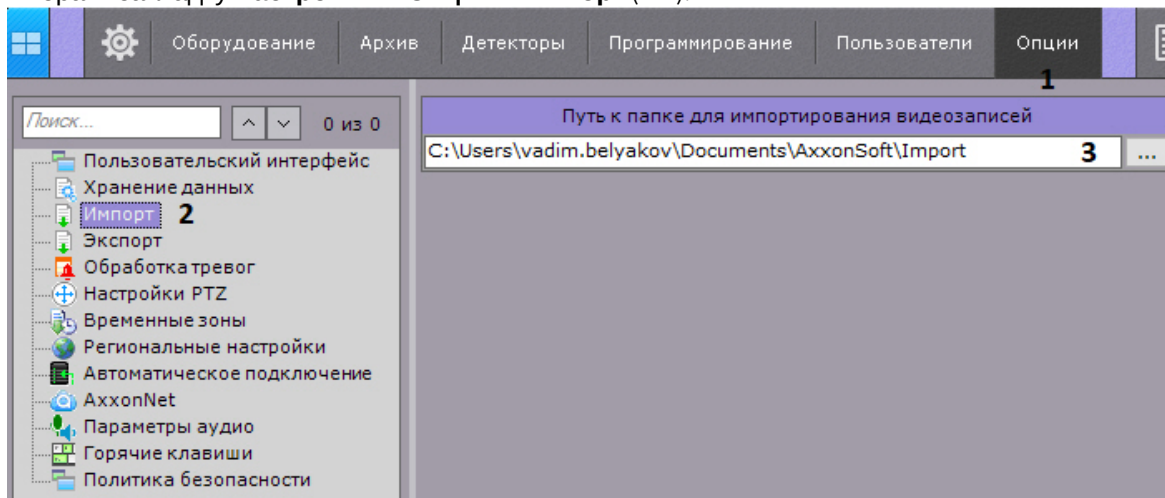 Оборудование Архив Детекторы Программирование Пользователи Опции
1
Поиск... 0 из 0
Путь к папке для импортирования видеозаписей
C:\Users\vadim.belyakov\Documents\AxxonSoft\Import 3 ...
Пользовательский интерфейс
Хранение данных
Импорт 2
Экспорт
Обработка тревог
Настройки PTZ
Временные зоны
Региональные настройки
Автоматическое подключение
AxxonNet
Параметры аудио
Горячие клавиши
Политика безопасности